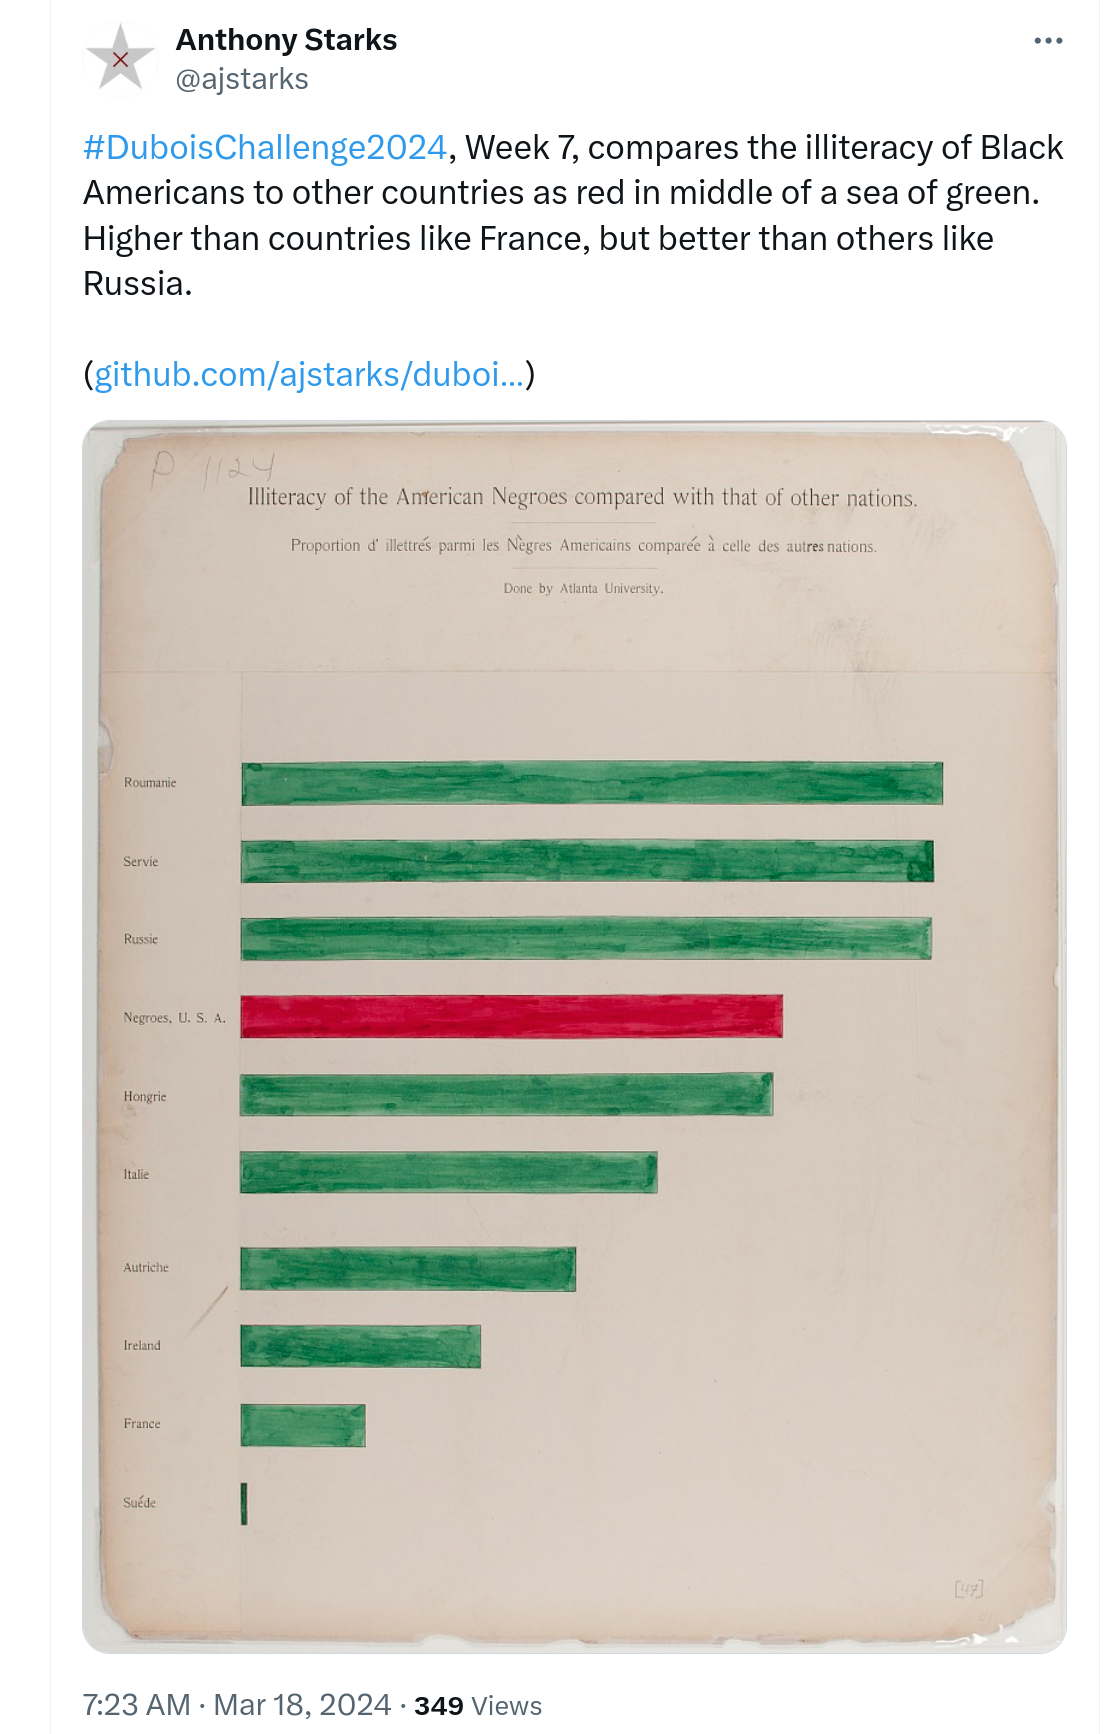 Anthony Starks
@ajstarks
#DuboisChallenge2024, Week 7, compares the illiteracy of Black
Americans to other countries as red in middle of a sea of green.
Higher than countries like France, but better than others like
Russia.
(github.com/ajstarks/duboi...)
P 1124
Illiteracy of the American Negroes compared with that of other nations.
Proportion d' illettrés parmi les Nègres Americains comparée à celle des autres nations.
Done by Atlanta University.
Roumanie
Servie
Russie
Negroes, U. S. A.
Hongrie
Italie
Autriche
Ireland
France
Suéde
[47]
7:23 AM · Mar 18, 2024 · 349 Views